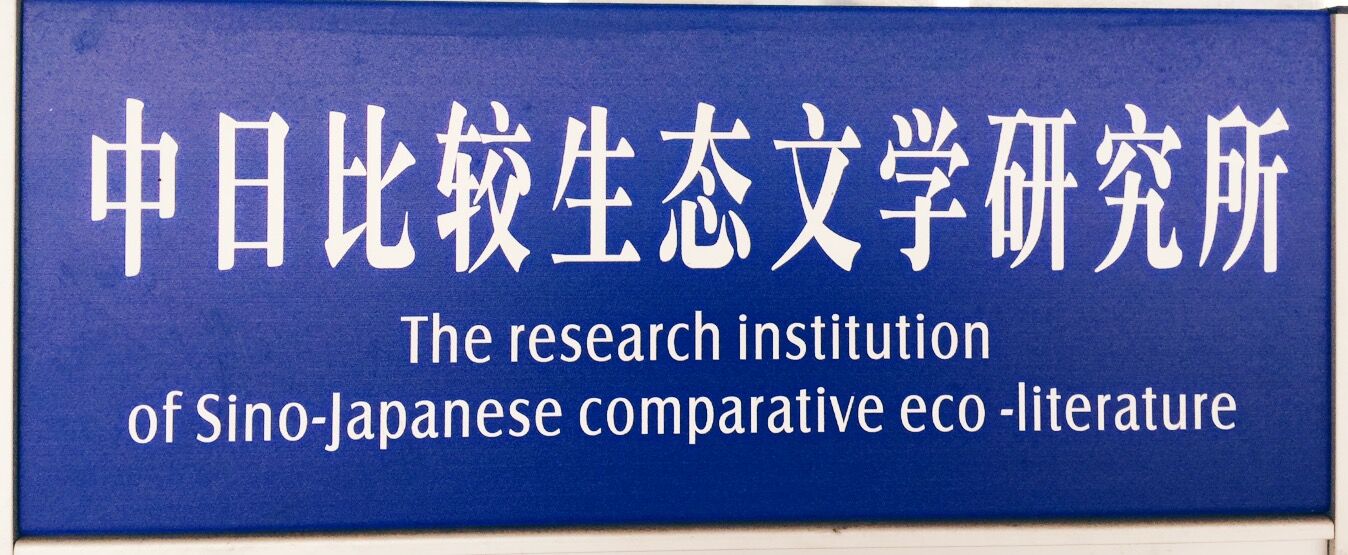 中日比较生态文学研究所
The research institution
of Sino-Japanese comparative eco -literature